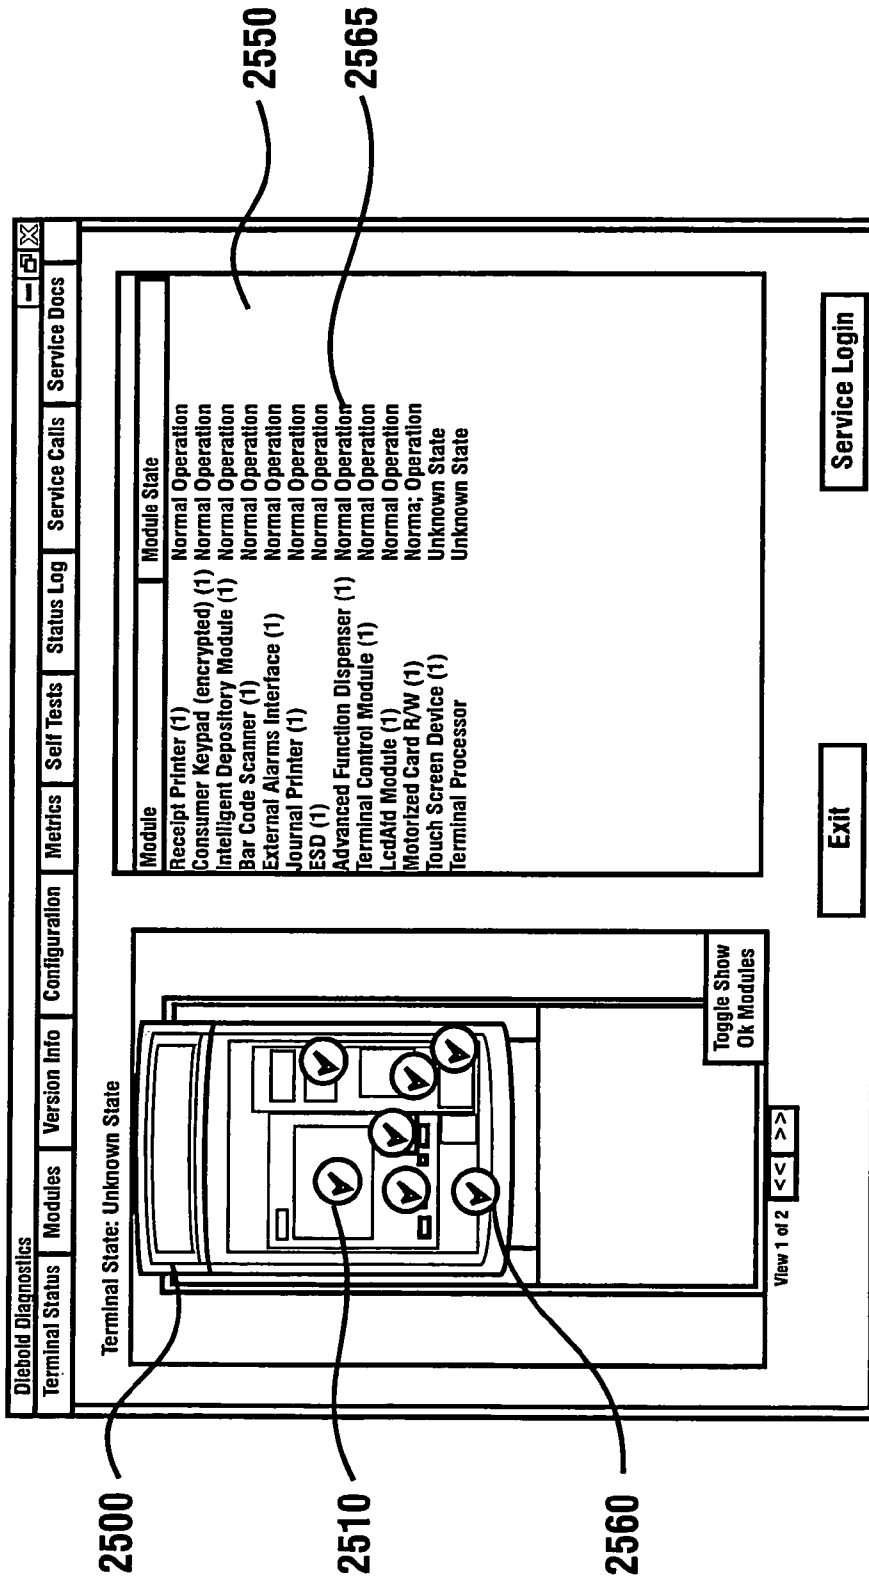 Diebold Diagnostics
Terminal Status Modules Version Info Configuration Metrics Self Tests Status Log Service Calls Service Docs
Terminal State: Unknown State
Module Module State
Receipt Printer (1) Normal Operation
Consumer Keypad (encrypted) (1) Normal Operation
Intelligent Depository Module (1) Normal Operation
Bar Code Scanner (1) Normal Operation
External Alarms Interface (1) Normal Operation
Journal Printer (1) Normal Operation
ESD (1) Normal Operation
Advanced Function Dispenser (1) Normal Operation
Terminal Control Module (1) Normal Operation
LcdAfd Module (1) Normal Operation
Motorized Card R/W (1) Norma; Operation
Touch Screen Device (1) Unknown State
Terminal Processor Unknown State
Toggle Show
Ok Modules
View 1 of 2 << >>
Exit
Service Login
2500
2510
2560
2550
2565